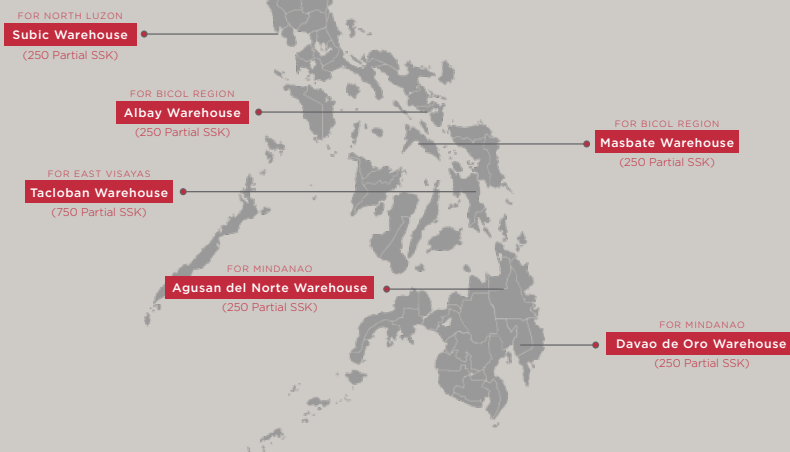 FOR NORTH LUZON
Subic Warehouse
(250 Partial SSK)
FOR BICOL REGION
Albay Warehouse
(250 Partial SSK)
FOR BICOL REGION
Masbate Warehouse
(250 Partial SSK)
FOR EAST VISAYAS
Tacloban Warehouse
(750 Partial SSK)
FOR MINDANAO
Agusan del Norte Warehouse
(250 Partial SSK)
FOR MINDANAO
Davao de Oro Warehouse
(250 Partial SSK)